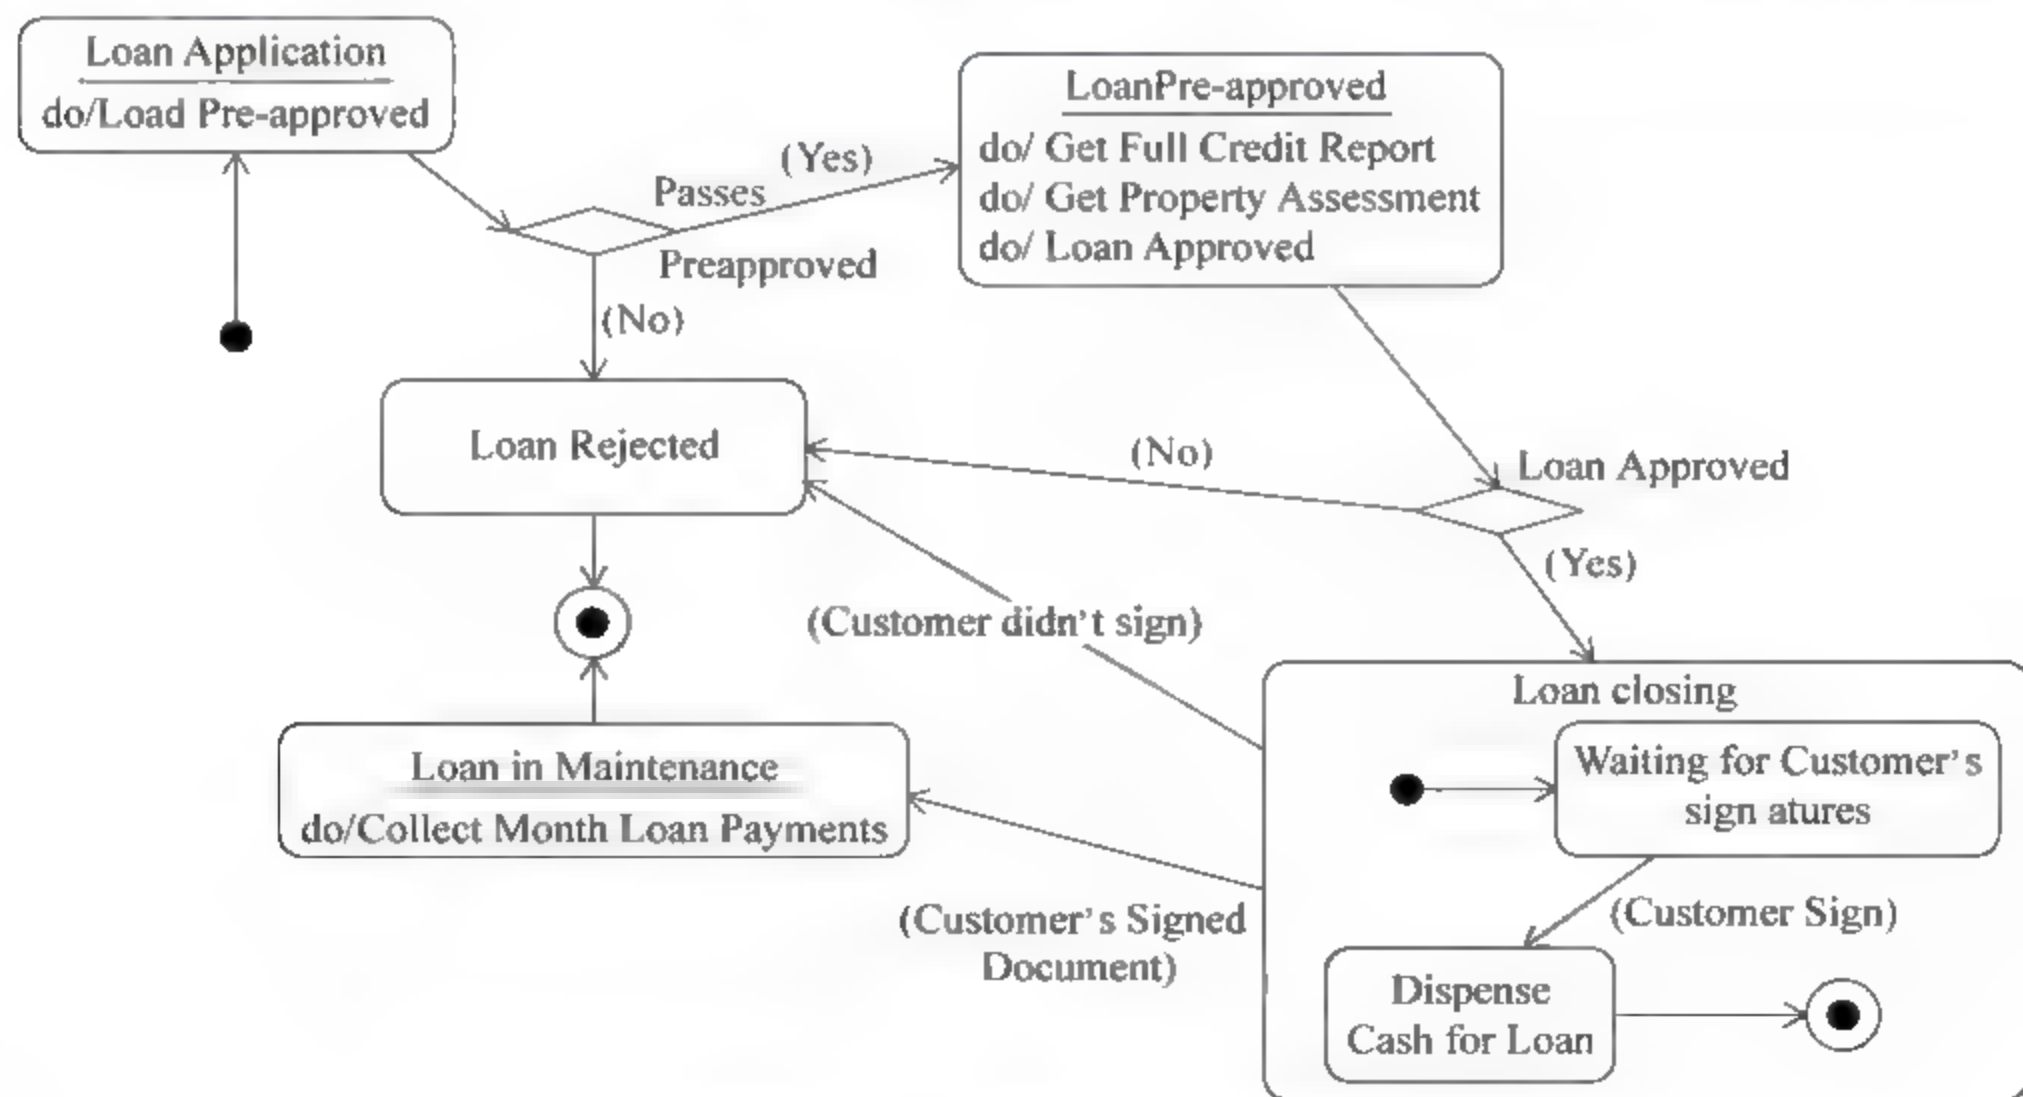 Loan Application
do/Load Pre-approved
LoanPre-approved
do/ Get Full Credit Report
do/ Get Property Assessment
do/ Loan Approved
(Yes)
Passes
Preapproved
(No)
Loan Rejected
(No)
Loan Approved
(Yes)
(Customer didn't sign)
Loan closing
Waiting for Customer's
sign atures
Loan in Maintenance
do/Collect Month Loan Payments
(Customer's Signed
Document)
(Customer Sign)
Dispense
Cash for Loan